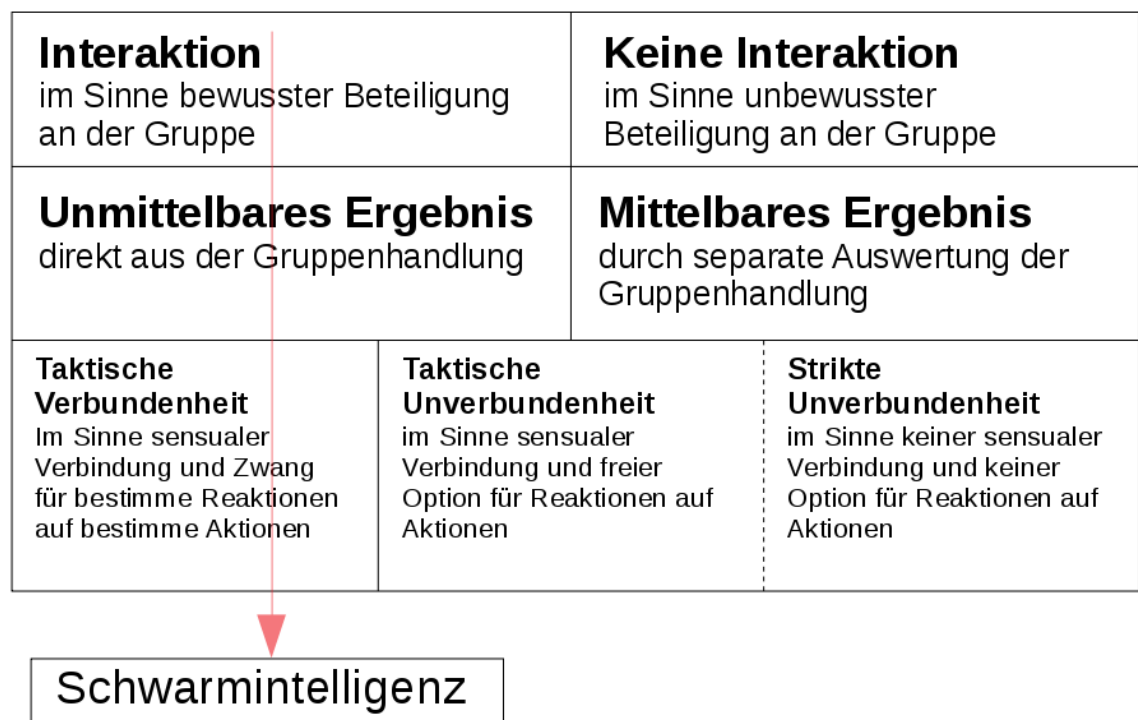 Interaktion
im Sinne bewusster Beteiligung
an der Gruppe
Keine Interaktion
im Sinne unbewusster
Beteiligung an der Gruppe
Unmittelbares Ergebnis
direkt aus der Gruppenhandlung
Mittelbares Ergebnis
durch separate Auswertung der
Gruppenhandlung
Taktische
Verbundenheit
Im Sinne sensualer
Verbindung und Zwang
für bestimme Reaktionen
auf bestimme Aktionen
Taktische
Unverbundenheit
im Sinne sensualer
Verbindung und freier
Option für Reaktionen auf
Aktionen
Strikte
Unverbundenheit
im Sinne keiner sensualer
Verbindung und keiner
Option für Reaktionen auf
Aktionen
Schwarmintelligenz